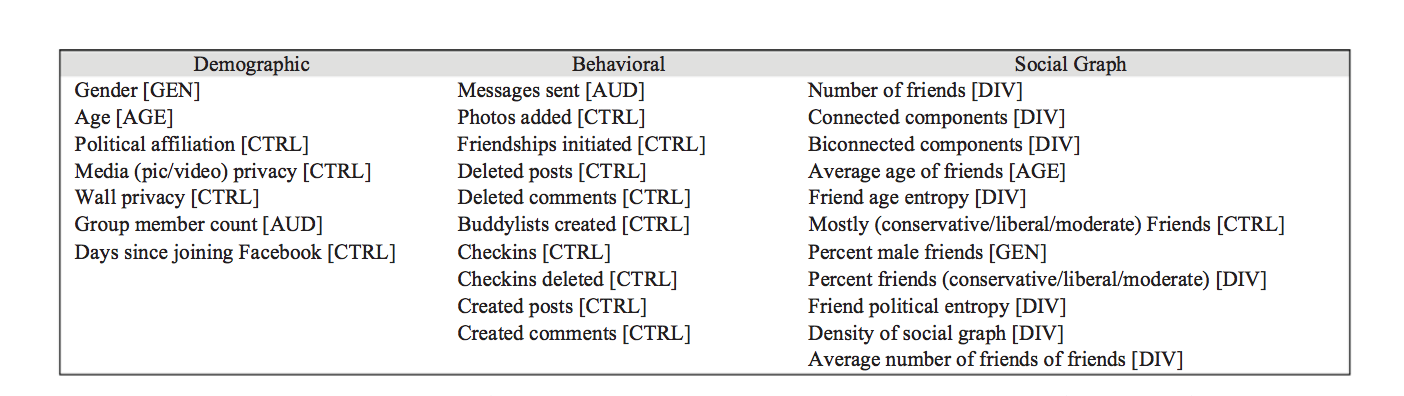 Demographic Behavioral Social Graph
Gender [GEN] Messages sent [AUD] Number of friends [DIV]
Age [AGE] Photos added [CTRL] Connected components [DIV]
Political affiliation [CTRL] Friendships initiated [CTRL] Biconnected components [DIV]
Media (pic/video) privacy [CTRL] Deleted posts [CTRL] Average age of friends [AGE]
Wall privacy [CTRL] Deleted comments [CTRL] Friend age entropy [DIV]
Group member count [AUD] Buddylists created [CTRL] Mostly (conservative/liberal/moderate) Friends [CTRL]
Days since joining Facebook [CTRL] Checkins [CTRL] Percent male friends [GEN]
Checkins deleted [CTRL] Percent friends (conservative/liberal/moderate) [DIV]
Created posts [CTRL] Friend political entropy [DIV]
Created comments [CTRL] Density of social graph [DIV]
Average number of friends of friends [DIV]